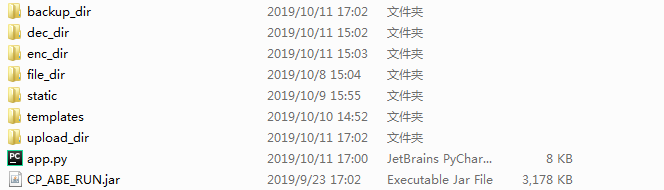 backup_dir 2019/10/11 17:02 文件夹
dec_dir 2019/10/11 15:02 文件夹
enc_dir 2019/10/11 15:03 文件夹
file_dir 2019/10/8 15:04 文件夹
static 2019/10/9 15:55 文件夹
templates 2019/10/10 14:52 文件夹
upload_dir 2019/10/11 17:02 文件夹
PC app.py 2019/10/11 17:00 JetBrains PyChar... 8 KB
CP_ABE_RUN.jar 2019/9/23 17:02 Executable Jar File 3,178 KB